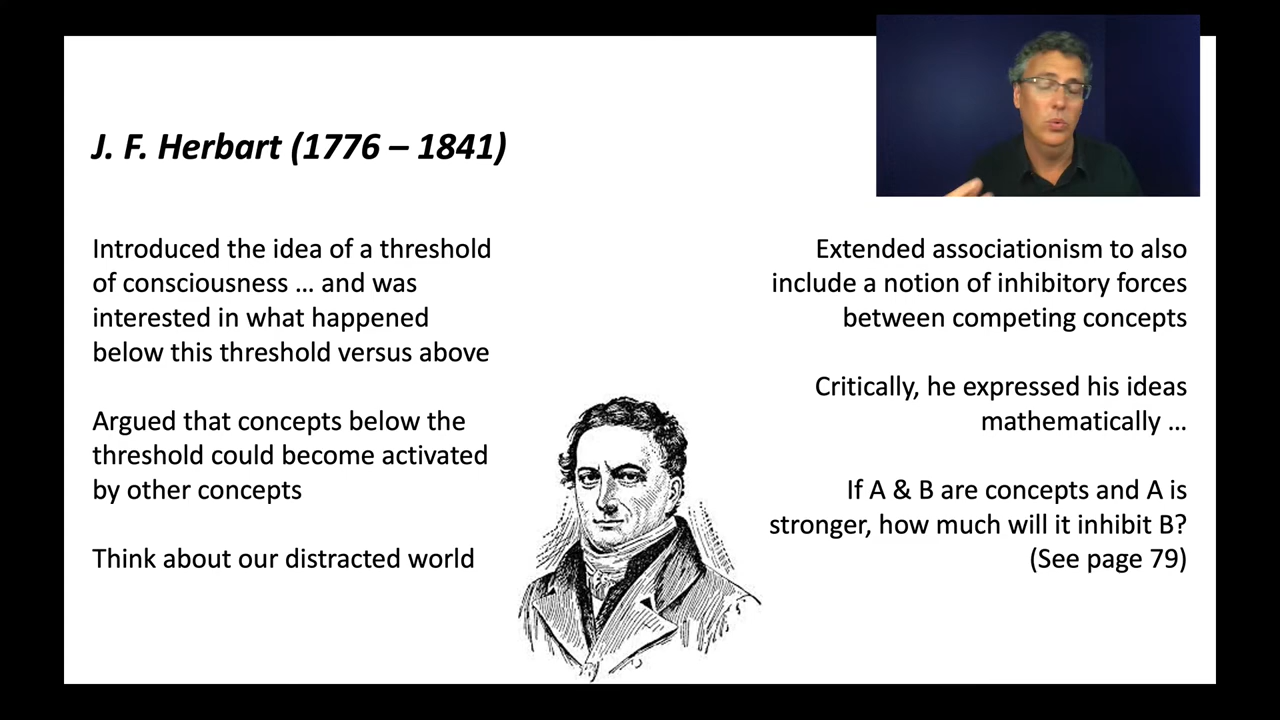 J. F. Herbart (1776 – 1841)
Introduced the idea of a threshold
of consciousness ... and was
interested in what happened
below this threshold versus above
Argued that concepts below the
threshold could become activated
by other concepts
Think about our distracted world
Extended associationism to also
include a notion of inhibitory forces
between competing concepts
Critically, he expressed his ideas
mathematically ...
If A & B are concepts and A is
stronger, how much will it inhibit B?
(See page 79)